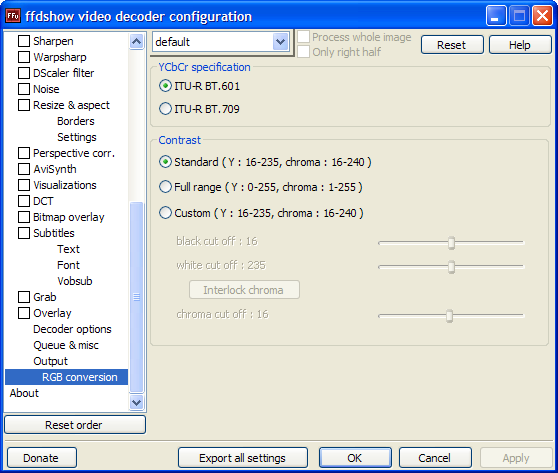 FFu ffdshow video decoder configuration
Sharpen
Warpsharp
DScaler filter
Noise
Resize & aspect
Borders
Settings
Perspective corr.
AviSynth
Visualizations
DCT
Bitmap overlay
Subtitles
Text
Font
Vobsub
Grab
Overlay
Decoder options
Queue & misc
Output
RGB conversion
About
Reset order
default
Process whole image
Only right half
Reset
Help
YCbCr specification
ITU-R BT.601
ITU-R BT.709
Contrast
Standard ( Y : 16-235, chroma : 16-240 )
Full range ( Y : 0-255, chroma : 1-255 )
Custom ( Y : 16-235, chroma : 16-240 )
black cut off : 16
white cut off : 235
Interlock chroma
chroma cut off : 16
Donate
Export all settings
OK
Cancel
Apply